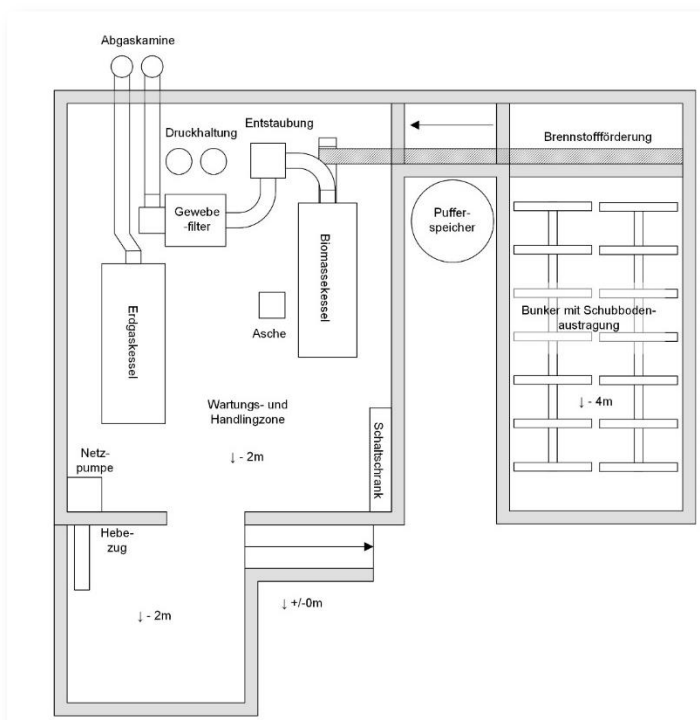 Abgaskamine
Entstaubung
Druckhaltung
Brennstoffförderung
Gewebe
-filter
Puffer-
speicher
Biomassekessel
Erdgaskessel
Bunker mit Schubboden-
austragung
Asche
↓ - 4m
Wartungs- und
Handlingzone
↓ - 2m
Schaltschrank
Netz-
pumpe
Hebe-
zug
↓ - 2m
↓ +/-0m